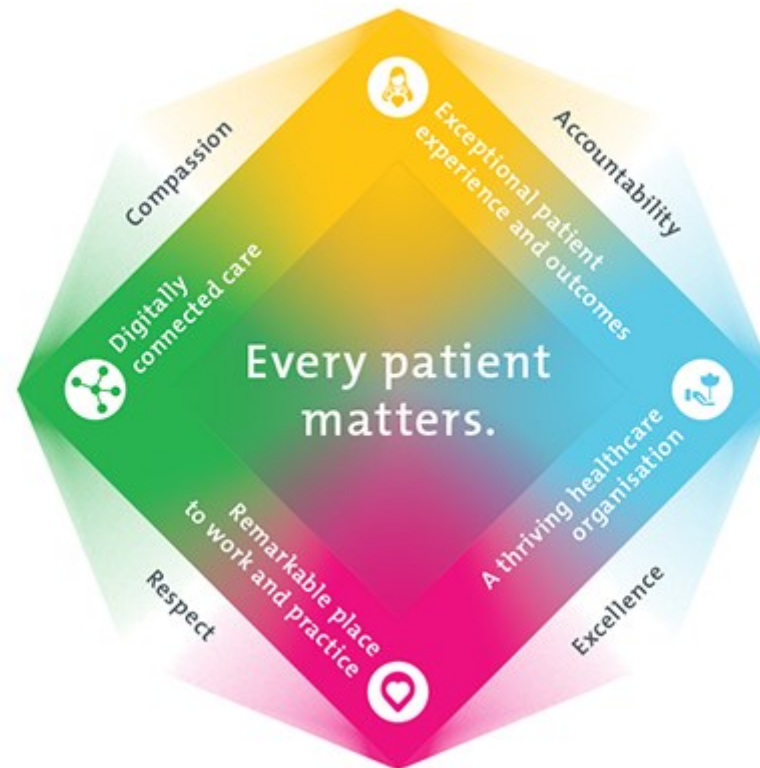 Compassion
Accountability
Exceptional patient
experience and outcomes
Digitally
connected care
Every patient
matters.
A thriving healthcare
organisation
Remarkable place
to work and practice
Respect
Excellence